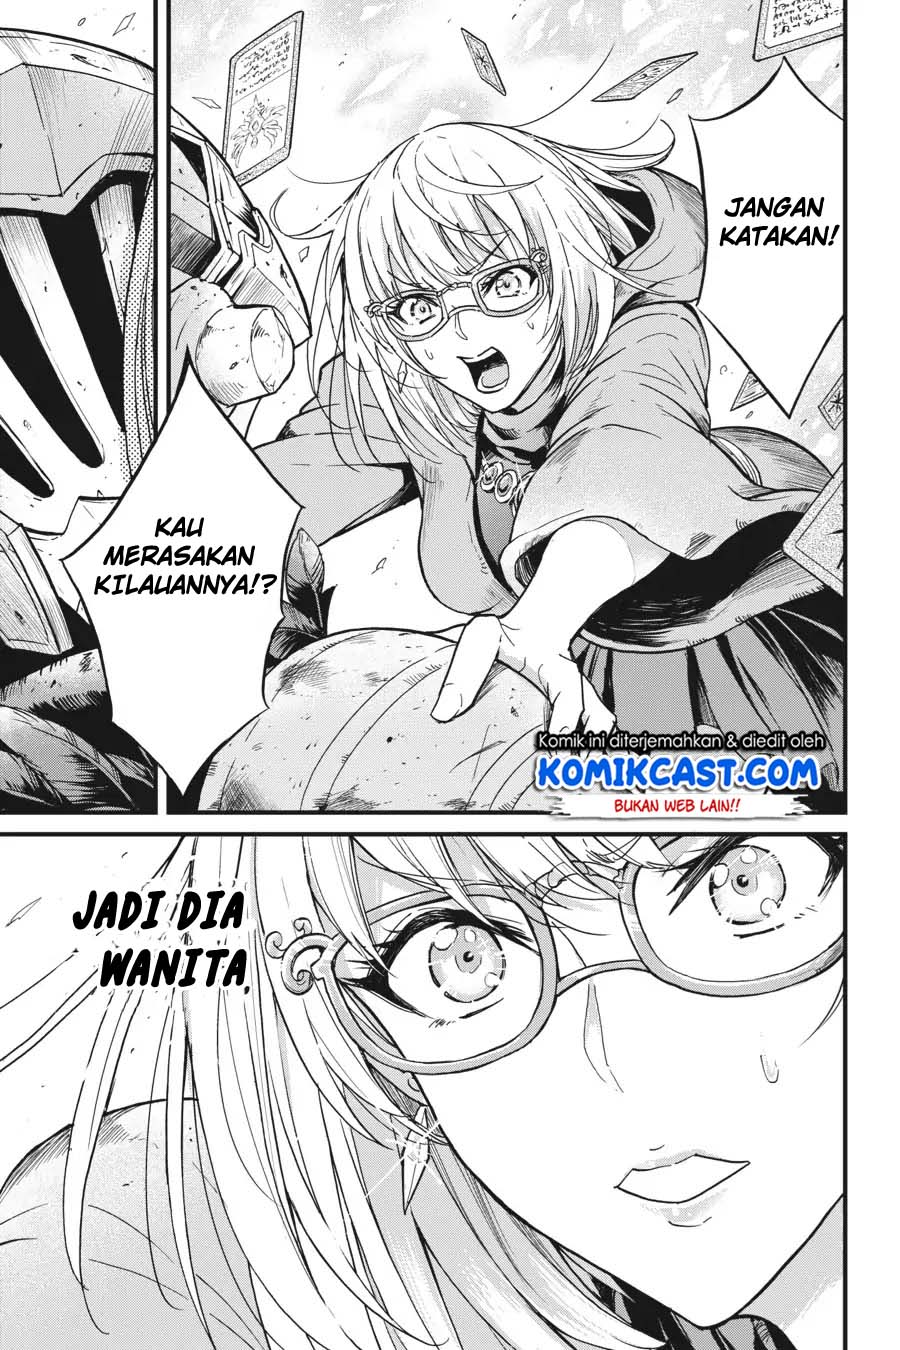 JANGAN
KATAKAN!
KAU
MERASAKAN
KILAUANNYA!?
Komik ini diterjemahkan & diedit oleh
KOMIKCAST.COM
BUKAN WEB LAIN!!
JADI DIA
WANITA,